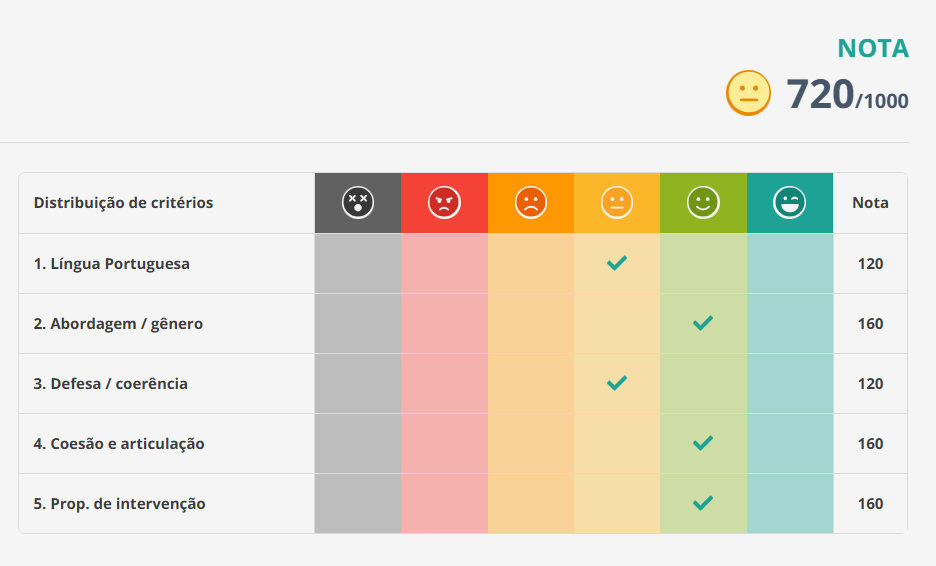 NOTA
720/1000
Distribuição de critérios Nota
1. Língua Portuguesa 120
2. Abordagem / gênero 160
3. Defesa / coerência 120
4. Coesão e articulação 160
5. Prop. de intervenção 160